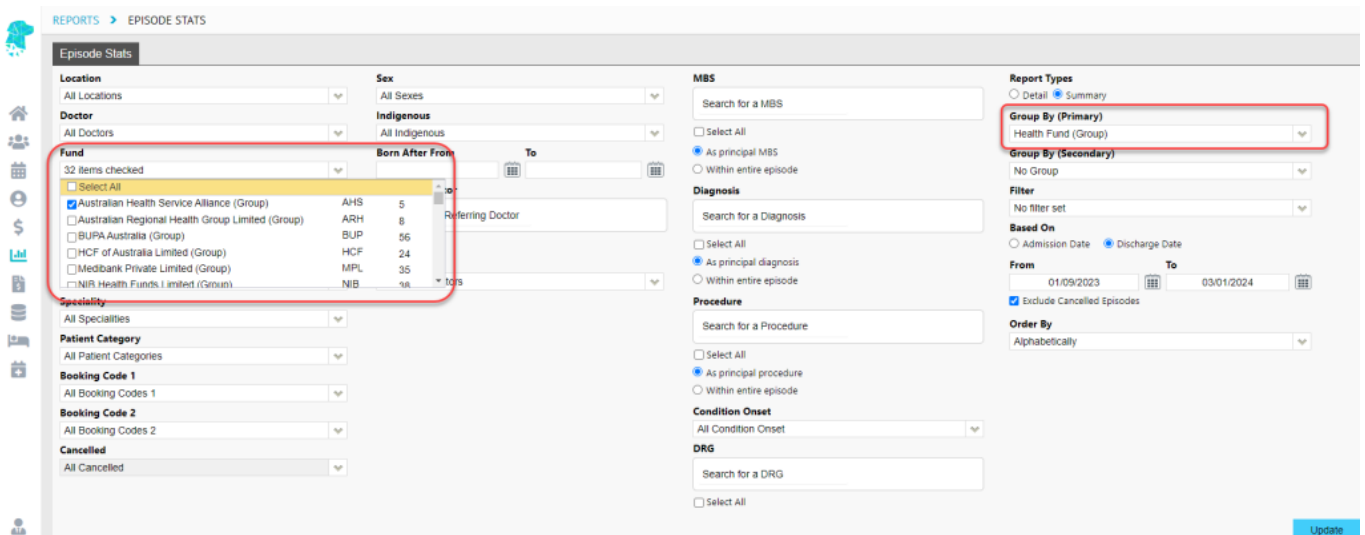 REPORTS > EPISODE STATS
Episode Stats
Location
All Locations
Doctor
All Doctors
Fund
32 items checked
Select All
Australian Health Service Alliance (Group) AHS 5
Australian Regional Health Group Limited (Group) ARH 8
BUPA Australia (Group) BUP 56
HCF of Australia Limited (Group) HCF 24
Medibank Private Limited (Group) MPL 35
NIB Health Funds Limited (Group) NIB 38
Speciality
All Specialities
Patient Category
All Patient Categories
Booking Code 1
All Booking Codes 1
Booking Code 2
All Booking Codes 2
Cancelled
All Cancelled
Sex
All Sexes
Indigenous
All Indigenous
Born After From To
Referring Doctor
MBS
Search for a MBS
Select All
As principal MBS
Within entire episode
Diagnosis
Search for a Diagnosis
Select All
As principal diagnosis
Within entire episode
Procedure
Search for a Procedure
Select All
As principal procedure
Within entire episode
Condition Onset
All Condition Onset
DRG
Search for a DRG
Select All
Report Types
Detail Summary
Group By (Primary)
Health Fund (Group)
Group By (Secondary)
No Group
Filter
No filter set
Based On
Admission Date Discharge Date
From To
01/09/2023 03/01/2024
Exclude Cancelled Episodes
Order By
Alphabetically
Update